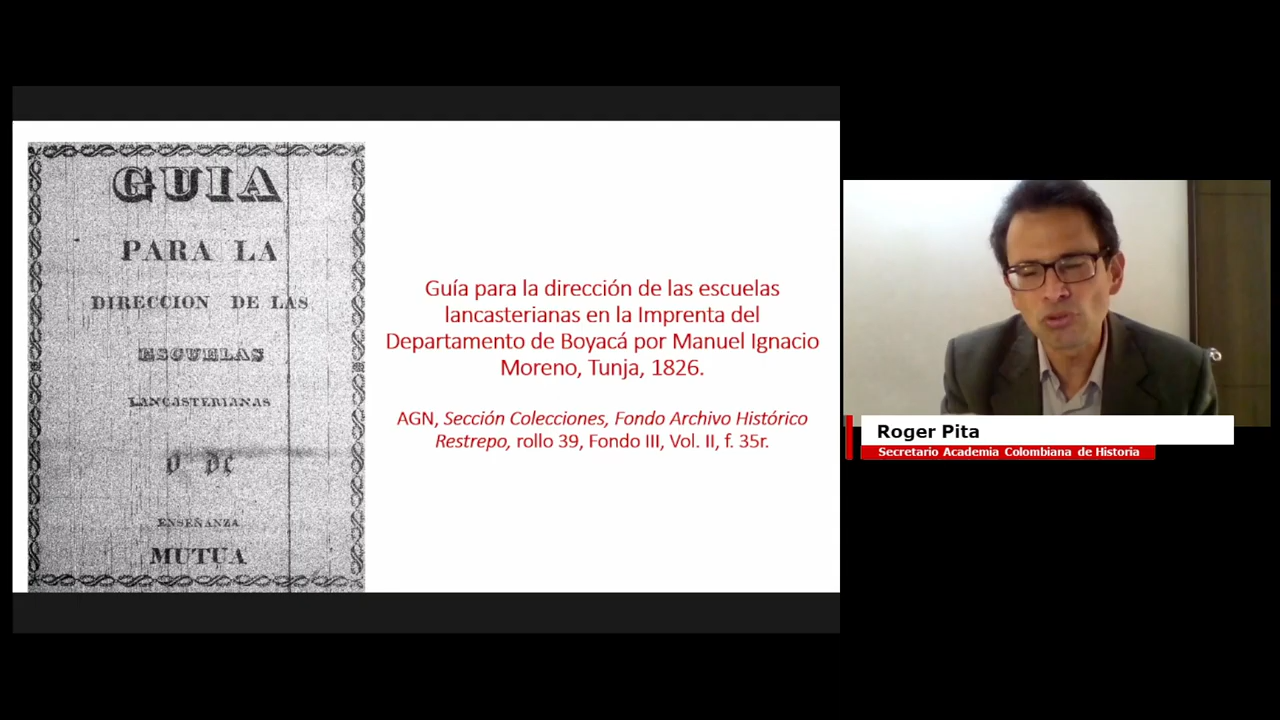 GUIA
PARA LA
DIRECCION DE LAS
ESCUELAS
LANCASTERIANAS
O DE
ENSEÑANZA
MUTUA
Guía para la dirección de las escuelas
lancasterianas en la Imprenta del
Departamento de Boyacá por Manuel Ignacio
Moreno, Tunja, 1826.
AGN, Sección Colecciones, Fondo Archivo Histórico
Restrepo, rollo 39, Fondo III, Vol. II, f. 35r.
Roger Pita
Secretario Academia Colombiana de Historia